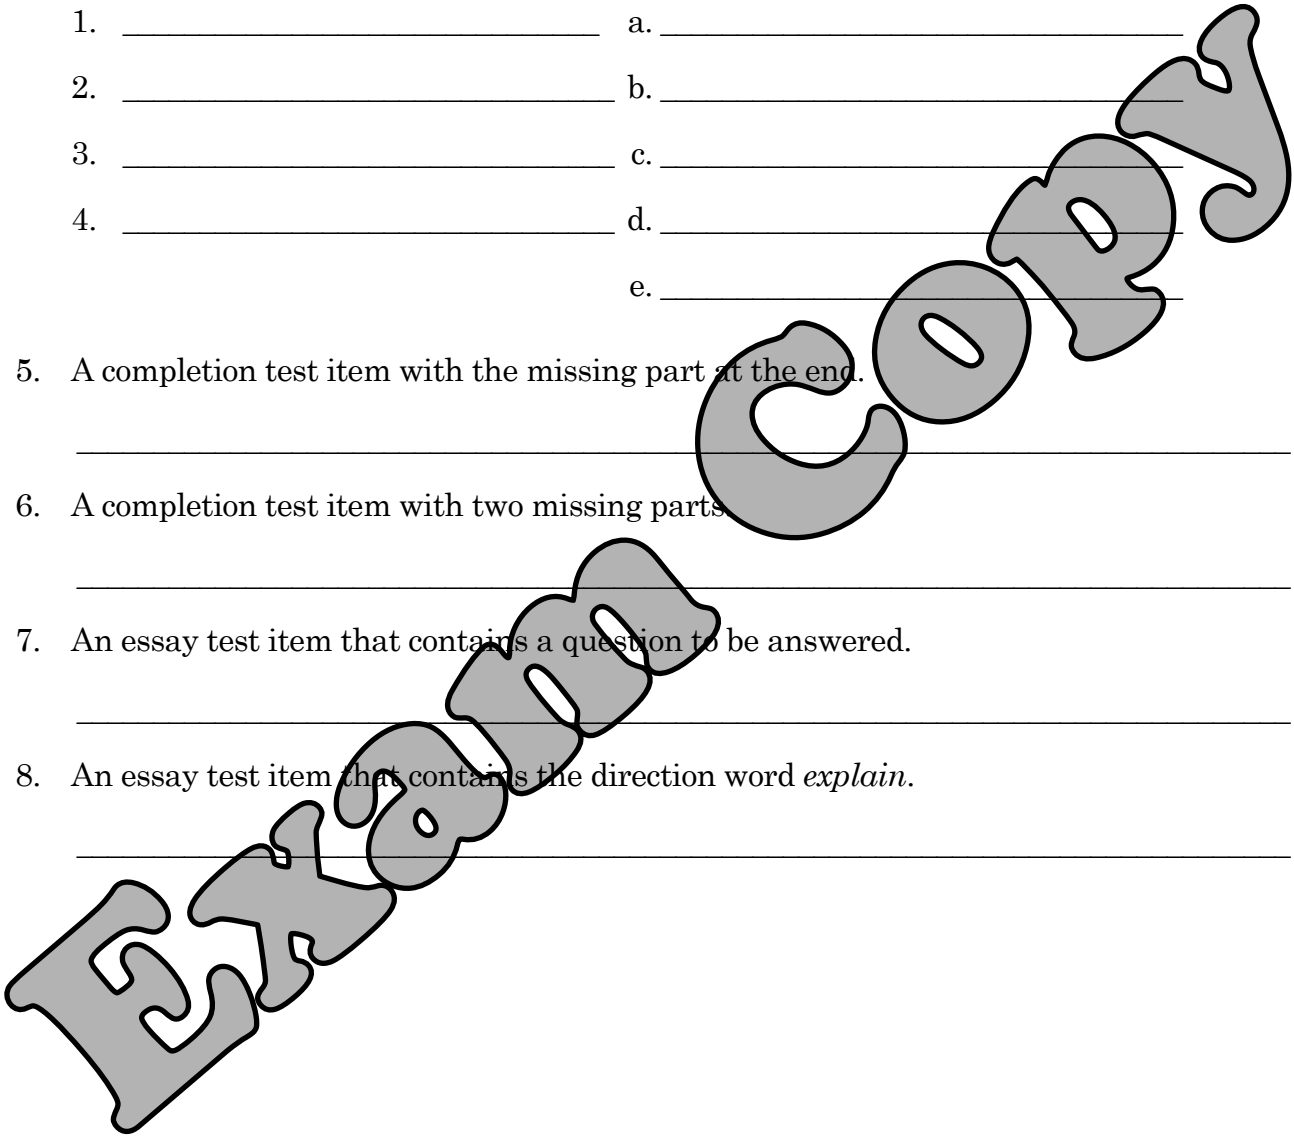 1. a.
2. b.
3. c.
4. d.
e.
5. A completion test item with the missing part at the end.
6. A completion test item with two missing parts.
7. An essay test item that contains a question to be answered.
8. An essay test item that contains the direction word explain.
Exam Copy